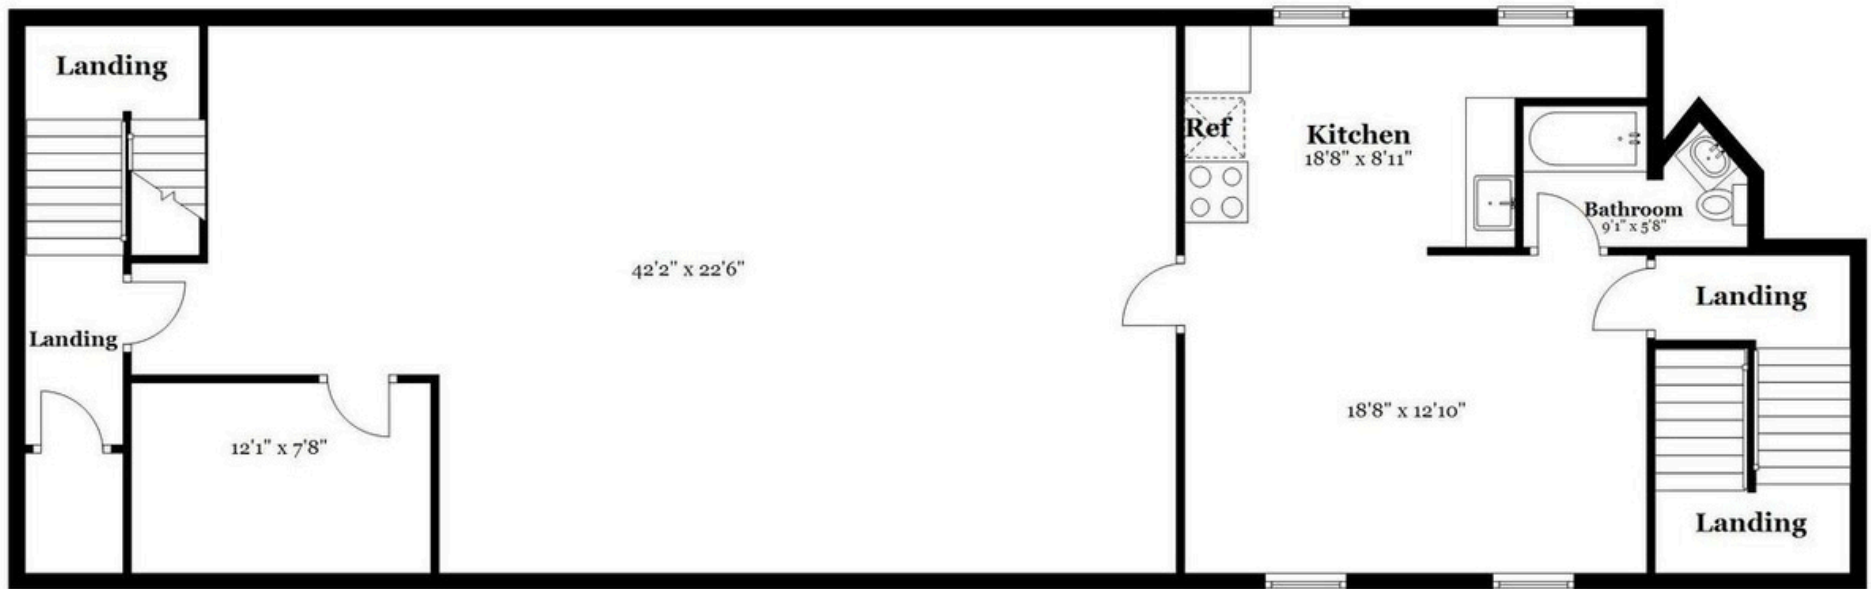 Landing
Ref
Kitchen
18'8" x 8'11"
Bathroom
9'1" x 5'8"
42'2" x 22'6"
Landing
Landing
18'8" x 12'10"
12'1" x 7'8"
Landing